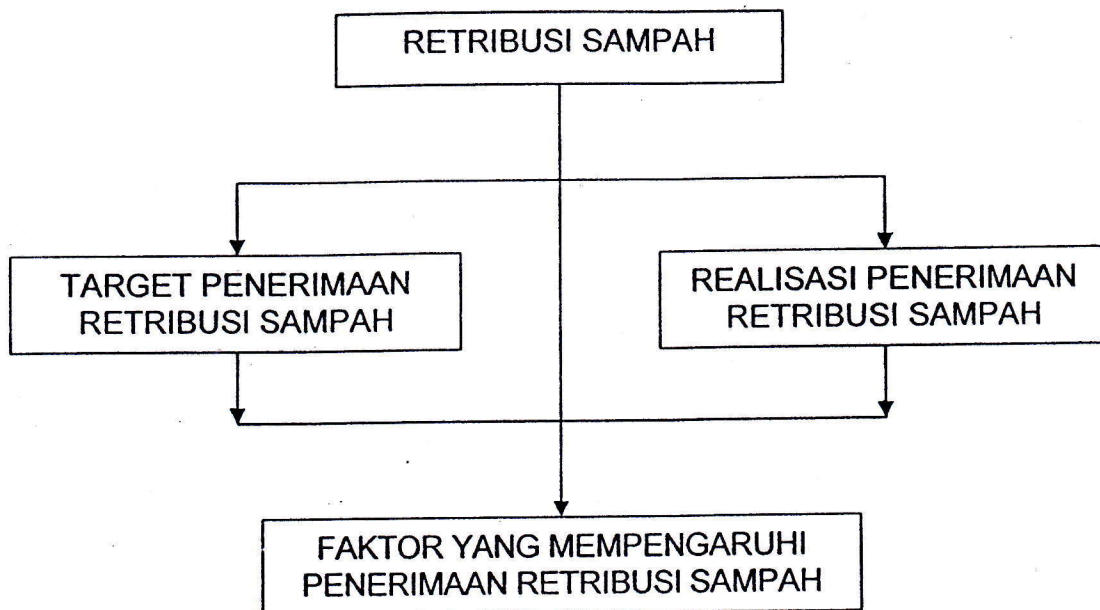 RETRIBUSI SAMPAH
TARGET PENERIMAAN
RETRIBUSI SAMPAH
REALISASI PENERIMAAN
RETRIBUSI SAMPAH
FAKTOR YANG MEMPENGARUHI
PENERIMAAN RETRIBUSI SAMPAH